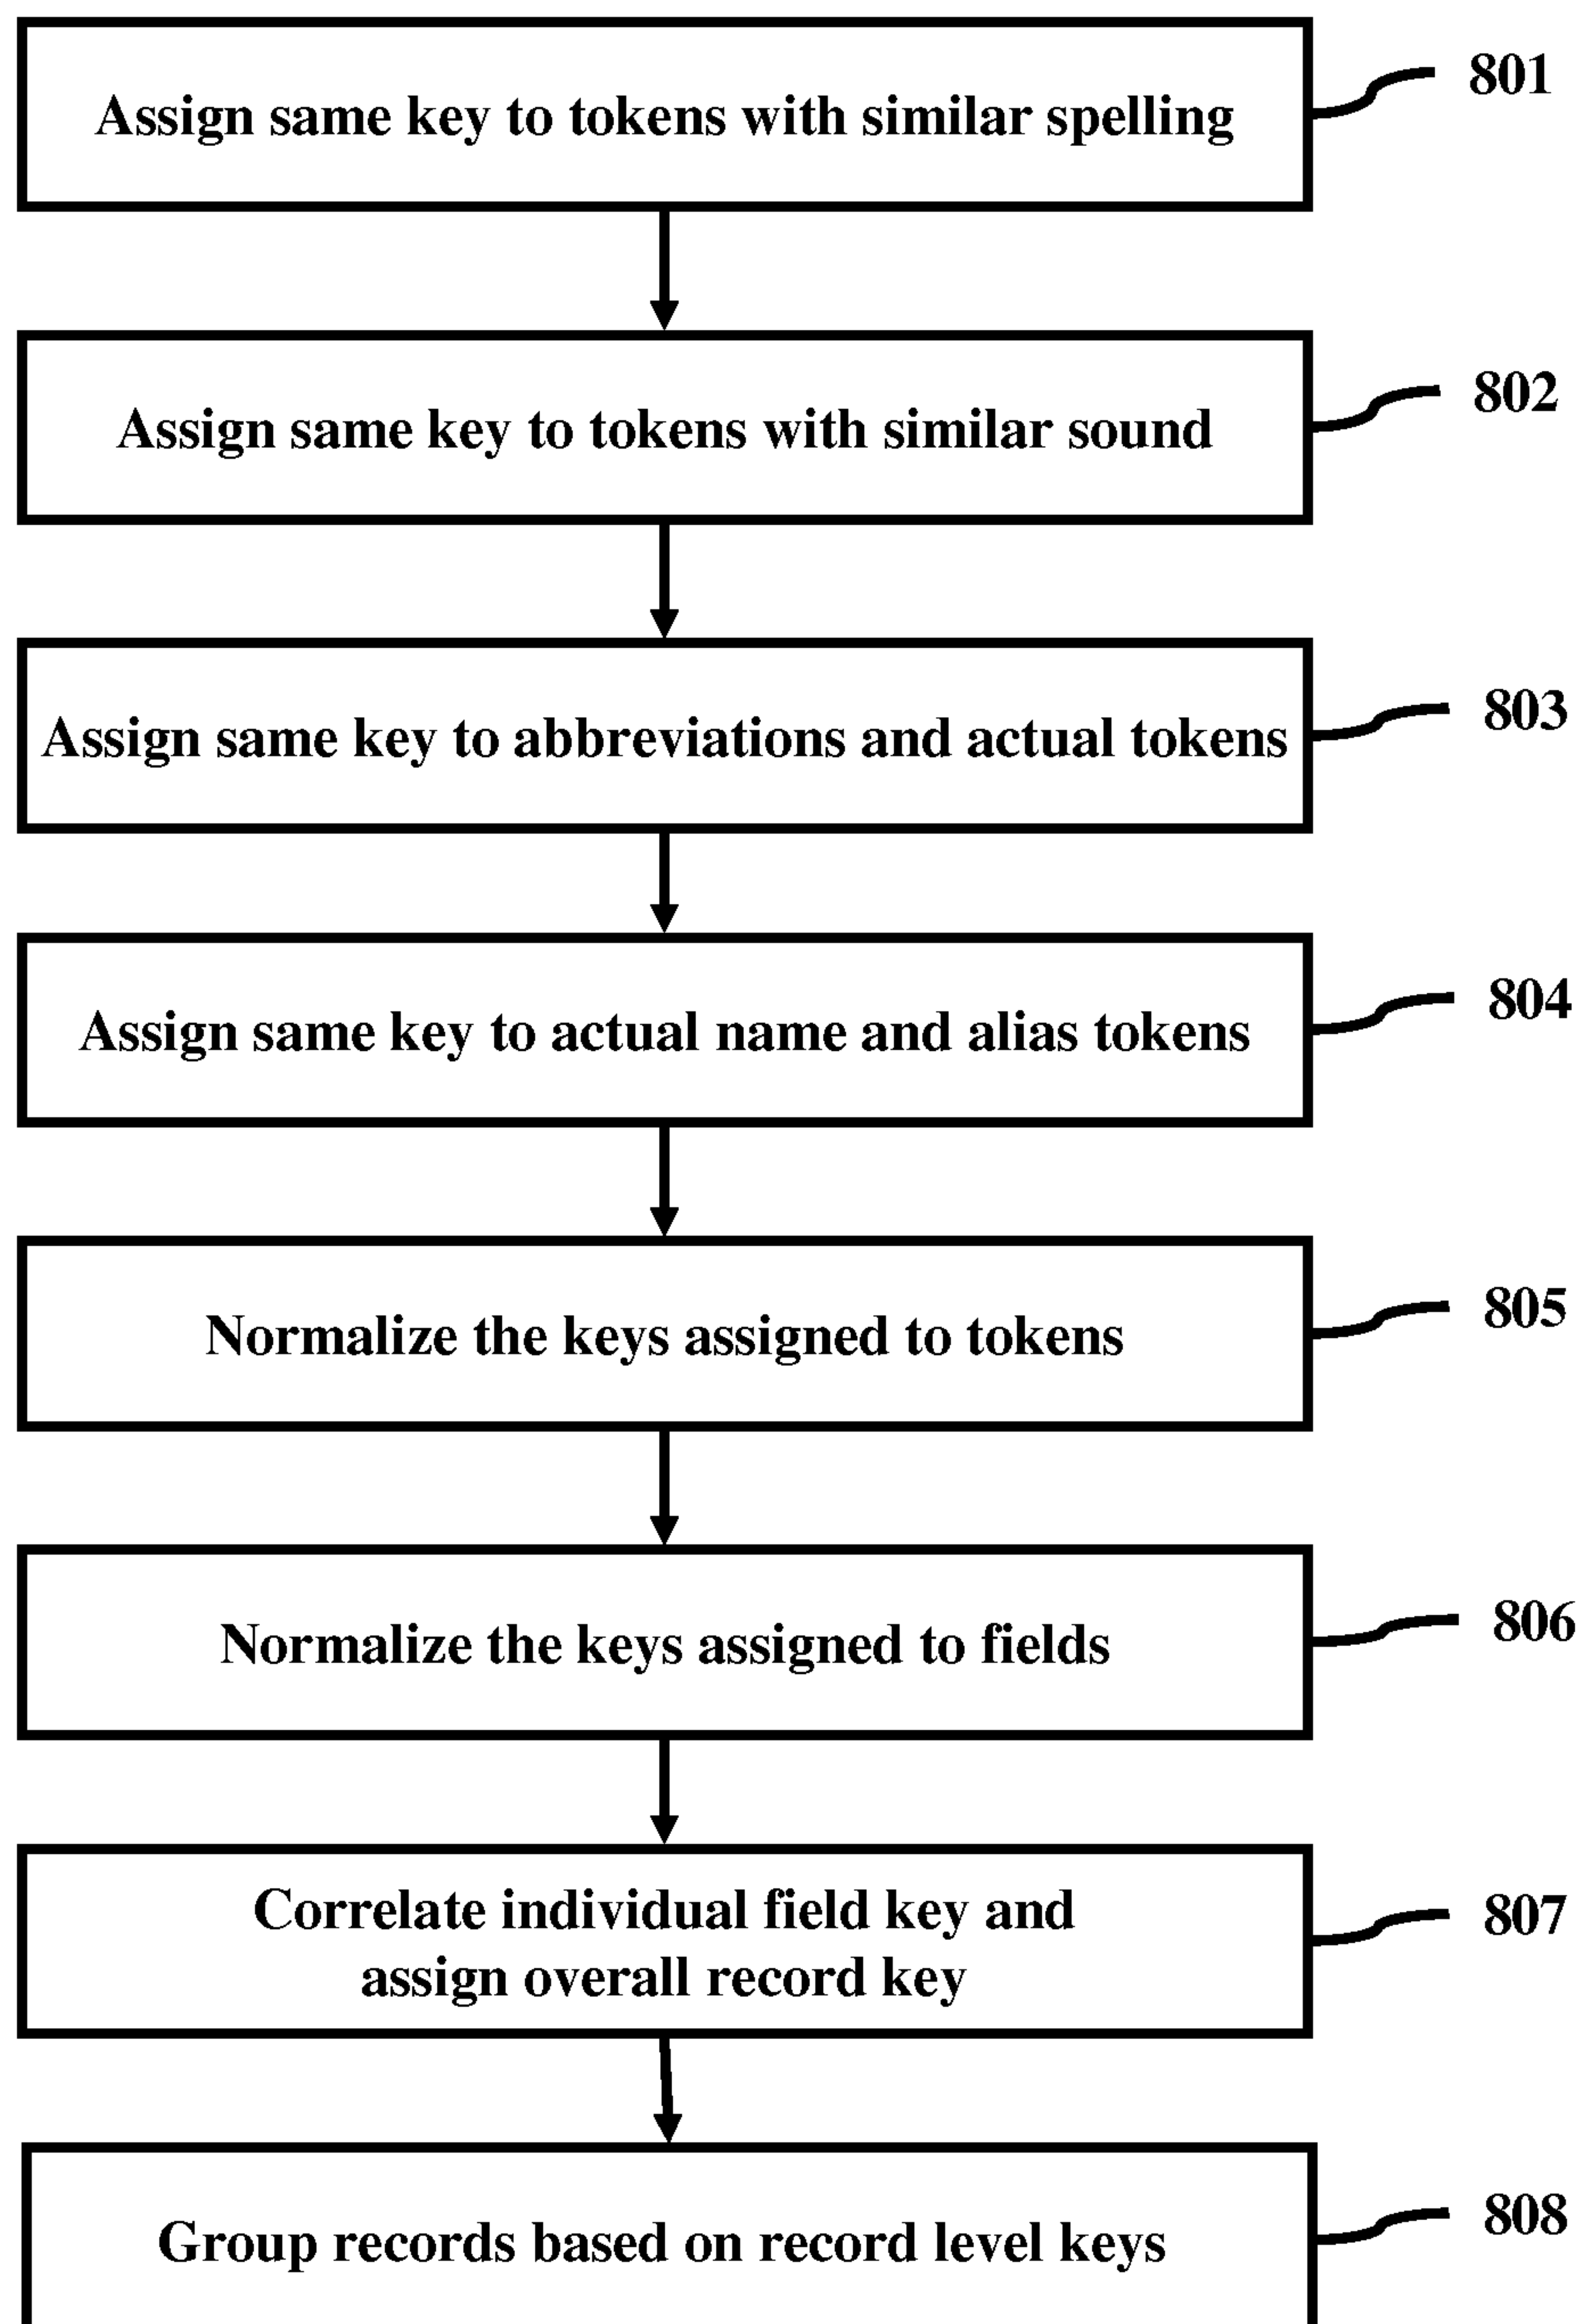 Assign same key to tokens with similar spelling
801
Assign same key to tokens with similar sound
802
Assign same key to abbreviations and actual tokens
803
Assign same key to actual name and alias tokens
804
Normalize the keys assigned to tokens
805
Normalize the keys assigned to fields
806
Correlate individual field key and
assign overall record key
807
Group records based on record level keys
808